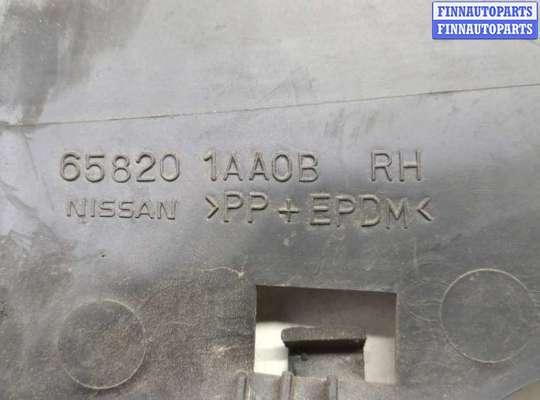 FINNAUTOPARTS
FINNAUTOPARTS
65820 1AA0B RH
NISSAN >PP+EPDM<